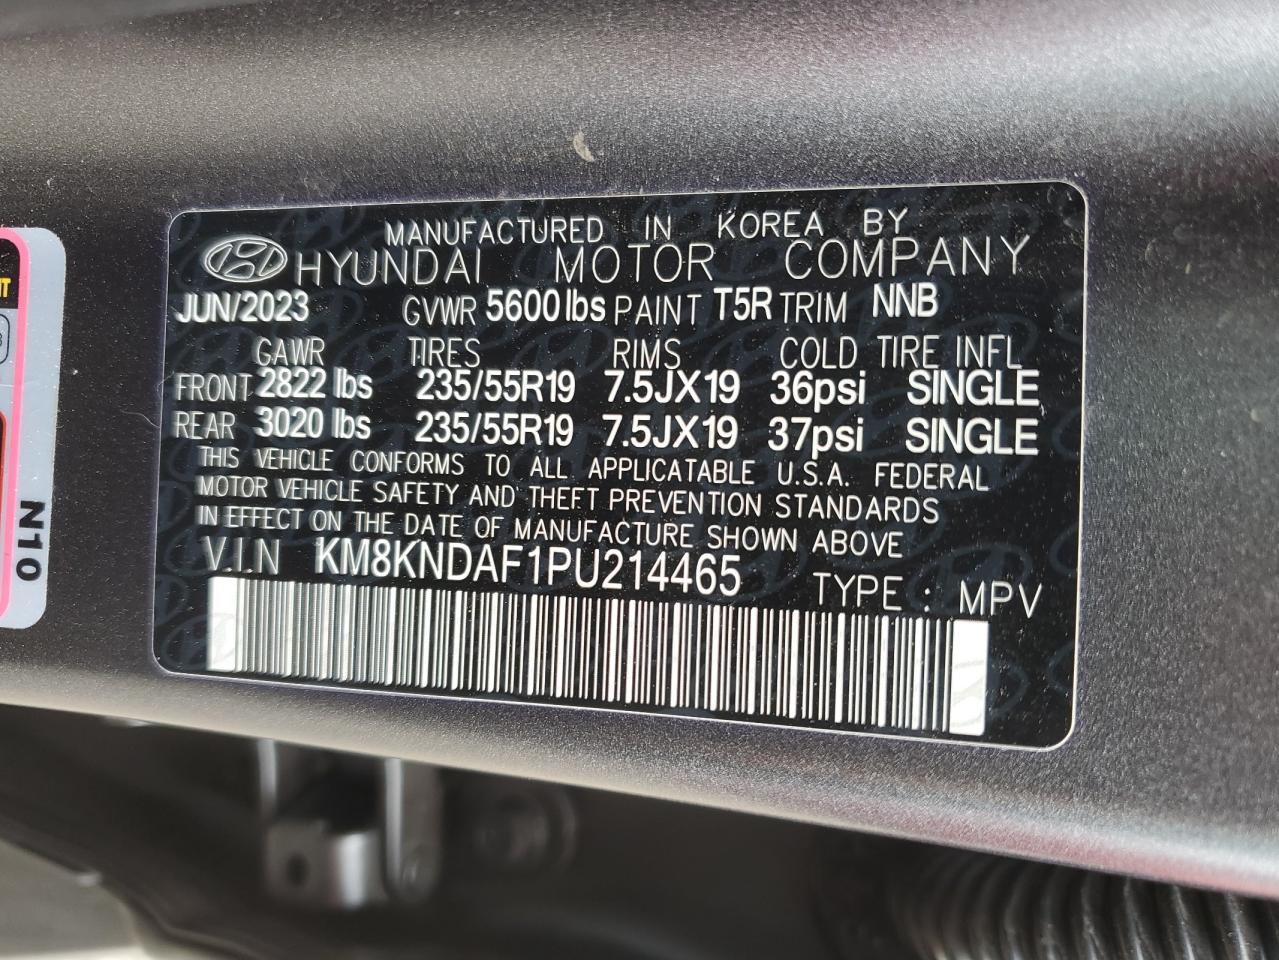 MANUFACTURED IN KOREA BY
HYUNDAI MOTOR COMPANY
JUN/2023 GVWR 5600lbs PAINT T5R TRIM NNB
GAWR TIRES RIMS COLD TIRE INFL
FRONT 2822 lbs 235/55R19 7.5JX19 36psi SINGLE
REAR 3020 lbs 235/55R19 7.5JX19 37psi SINGLE
THIS VEHICLE CONFORMS TO ALL APPLICATABLE U.S.A. FEDERAL
MOTOR VEHICLE SAFETY AND THEFT PREVENTION STANDARDS
IN EFFECT ON THE DATE OF MANUFACTURE SHOWN ABOVE
V.I.N KM8KNDAF1PU214465 TYPE : MPV
N10